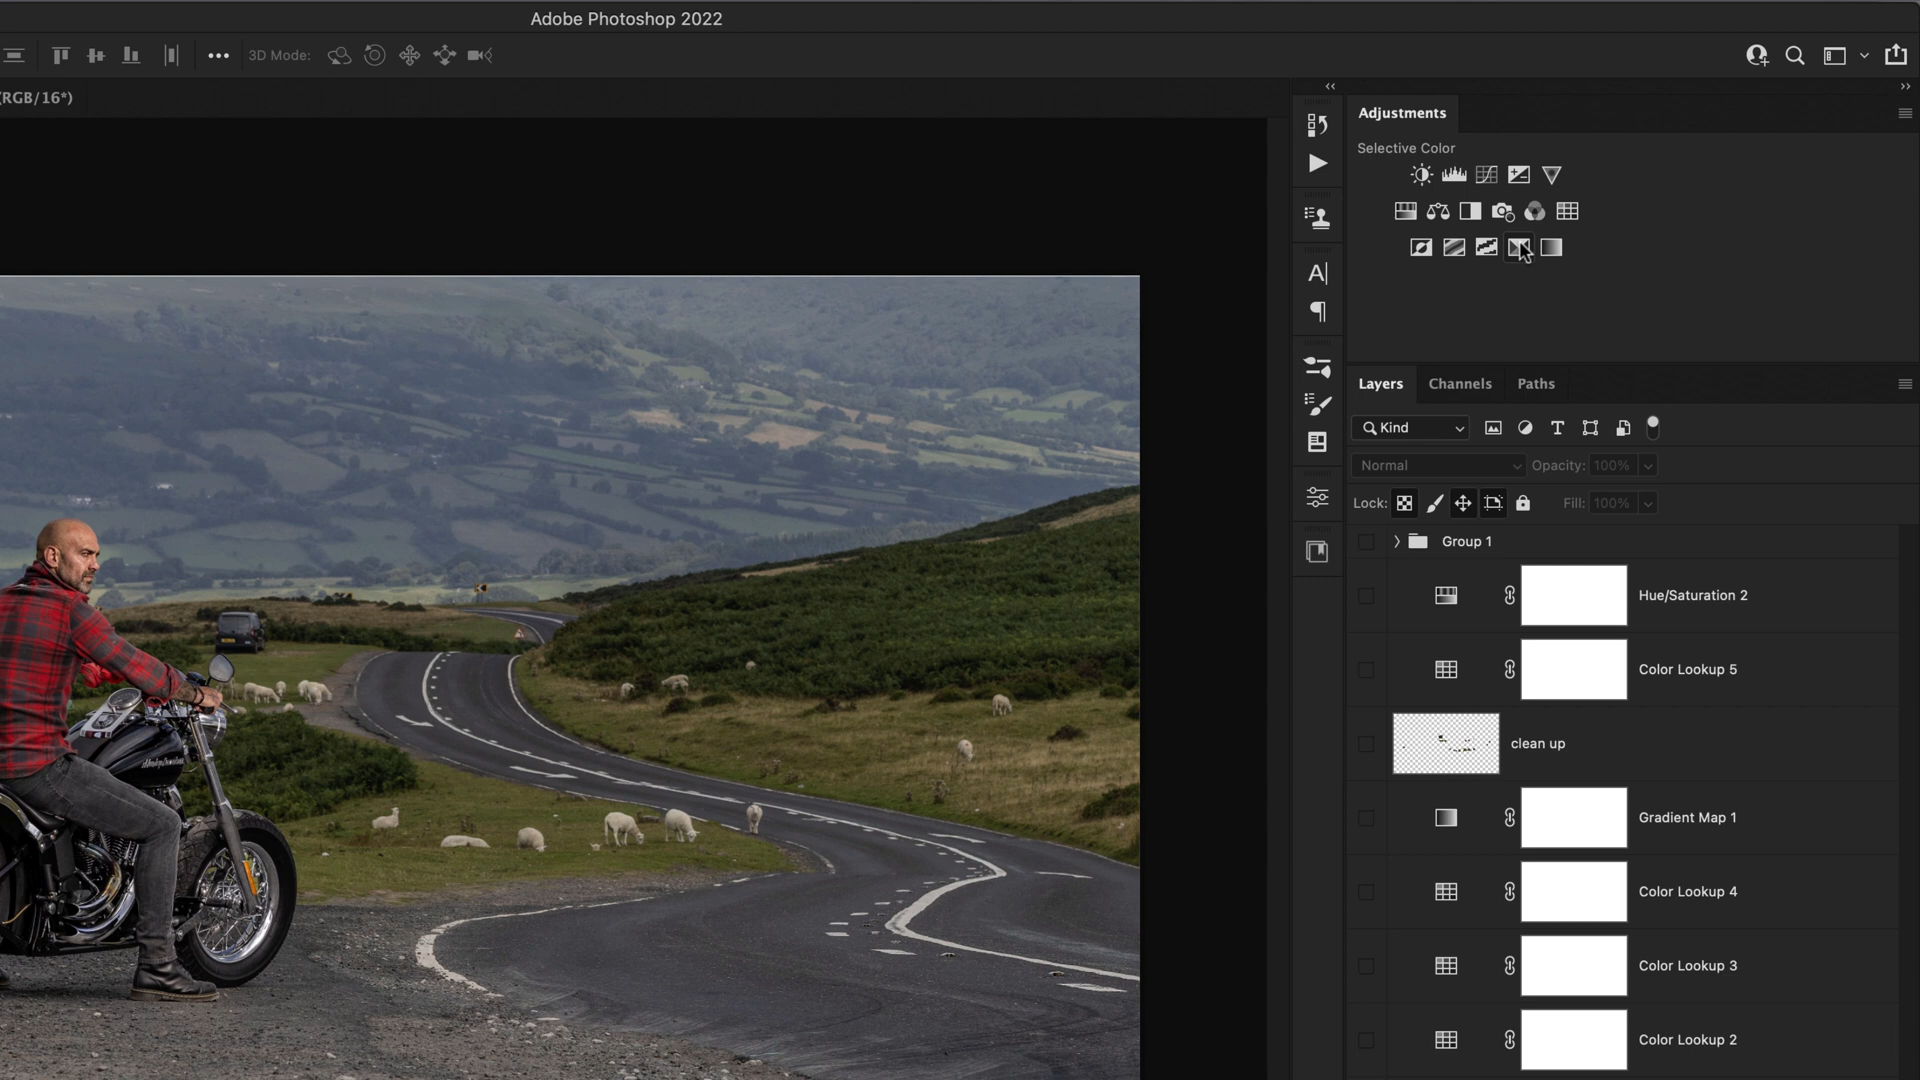 Adobe Photoshop 2022
3D Mode:
(RGB/16*)
Adjustments
Selective Color
Layers
Channels
Paths
Kind
Normal
Opacity: 100%
Lock:
Fill: 100%
Group 1
Hue/Saturation 2
Color Lookup 5
clean up
Gradient Map 1
Color Lookup 4
Color Lookup 3
Color Lookup 2